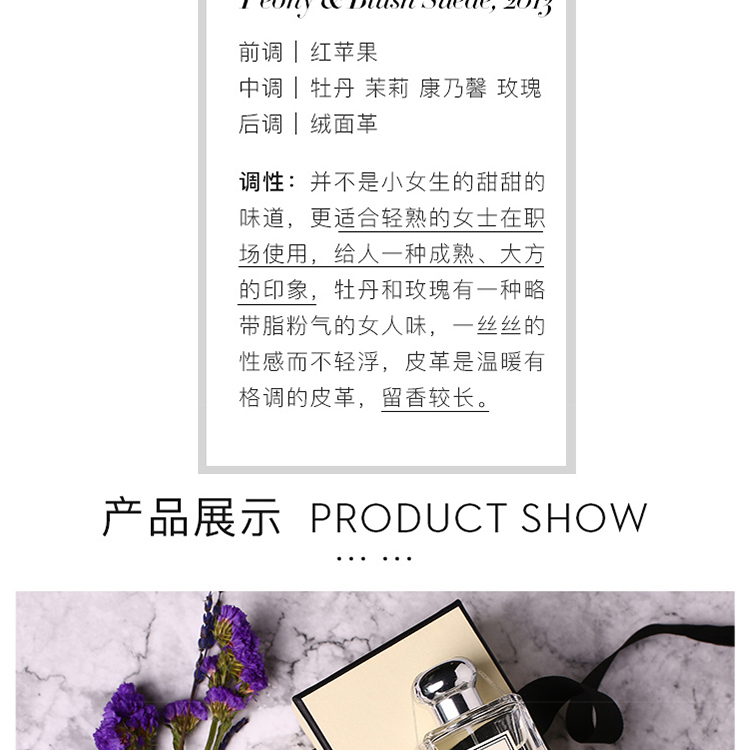 Peony & Blush Suede, 2013
前调｜红苹果
中调｜牡丹 茉莉 康乃馨 玫瑰
后调｜绒面革
调性：并不是小女生的甜甜的
味道，更适合轻熟的女士在职
场使用，给人一种成熟、大方
的印象，牡丹和玫瑰有一种略
带脂粉气的女人味，一丝丝的
性感而不轻浮，皮革是温暖有
格调的皮革，留香较长。
产品展示 PRODUCT SHOW
... ...